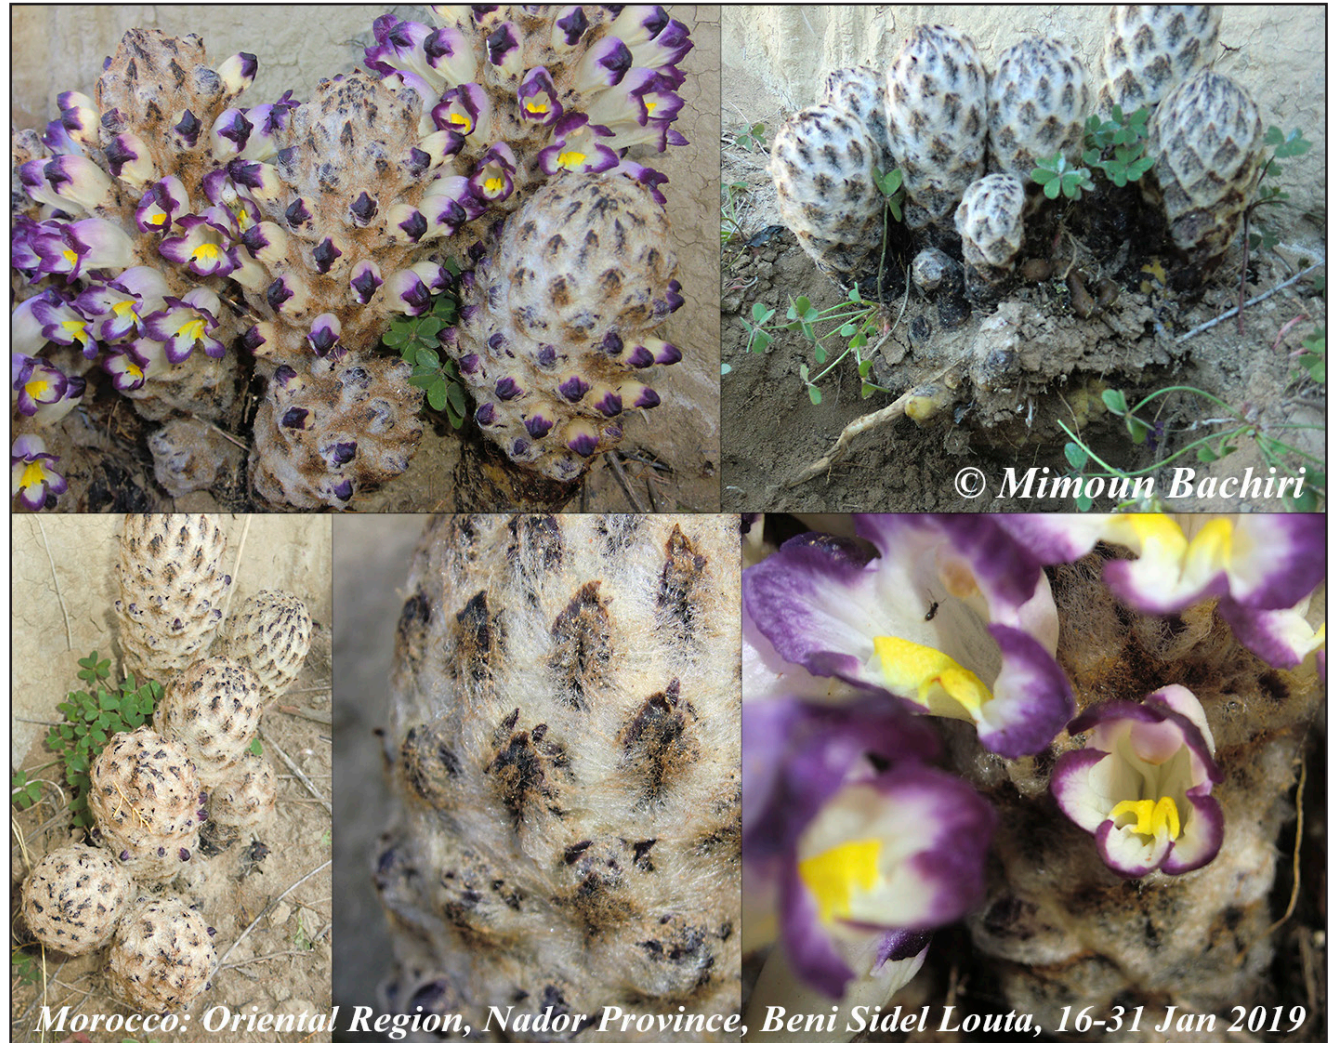 © Mimoun Bachiri
Morocco: Oriental Region, Nador Province, Beni Sidel Louta, 16-31 Jan 2019